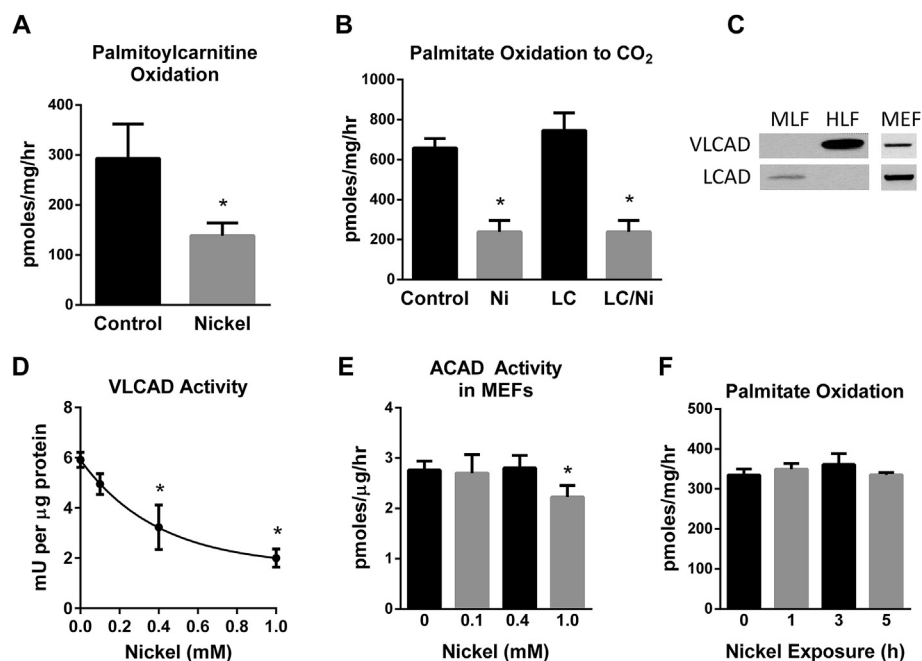 A
Palmitoylcarnitine
Oxidation
pmoles/mg/hr
400
300
200
100
0
*
Control Nickel
B
Palmitate Oxidation to CO₂
pmoles/mg/hr
1000
800
600
400
200
0
* *
Control Ni LC LC/Ni
C
MLF HLF MEF
VLCAD
LCAD
D
VLCAD Activity
mU per μg protein
8
6
4
2
0
* *
0.0 0.2 0.4 0.6 0.8 1.0
Nickel (mM)
E
ACAD Activity
in MEFs
pmoles/μg/hr
4
3
2
1
0
*
0 0.1 0.4 1.0
Nickel (mM)
F
Palmitate Oxidation
pmoles/mg/hr
500
400
300
200
100
0
0 1 3 5
Nickel Exposure (h)